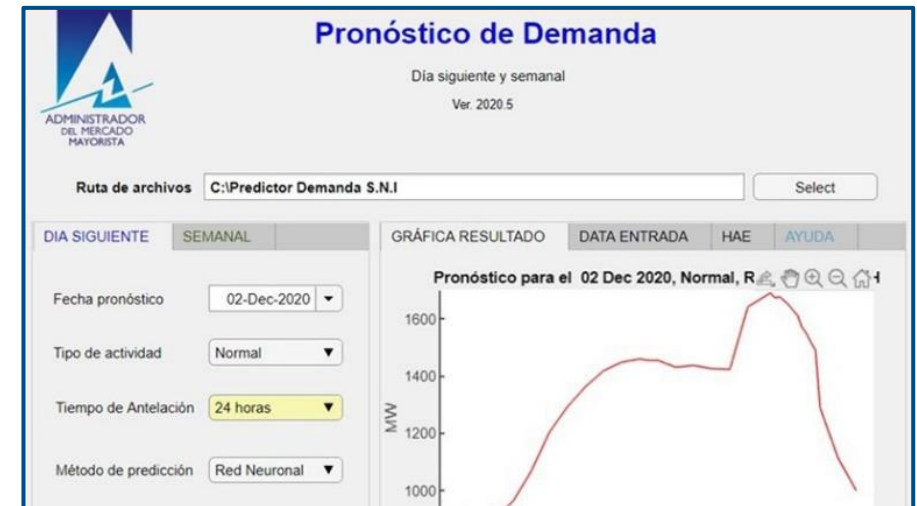 Pronóstico de Demanda
Día siguiente y semanal
Ver. 2020.5
ADMINISTRADOR
DEL MERCADO
MAYORISTA
Ruta de archivos C:\Predictor Demanda S.N.I Select
DIA SIGUIENTE SEMANAL
GRÁFICA RESULTADO DATA ENTRADA HAE AYUDA
Pronóstico para el 02 Dec 2020, Normal,
Fecha pronóstico 02-Dec-2020
Tipo de actividad Normal
Tiempo de Antelación 24 horas
Método de predicción Red Neuronal
1600
1400
MW
1200
1000